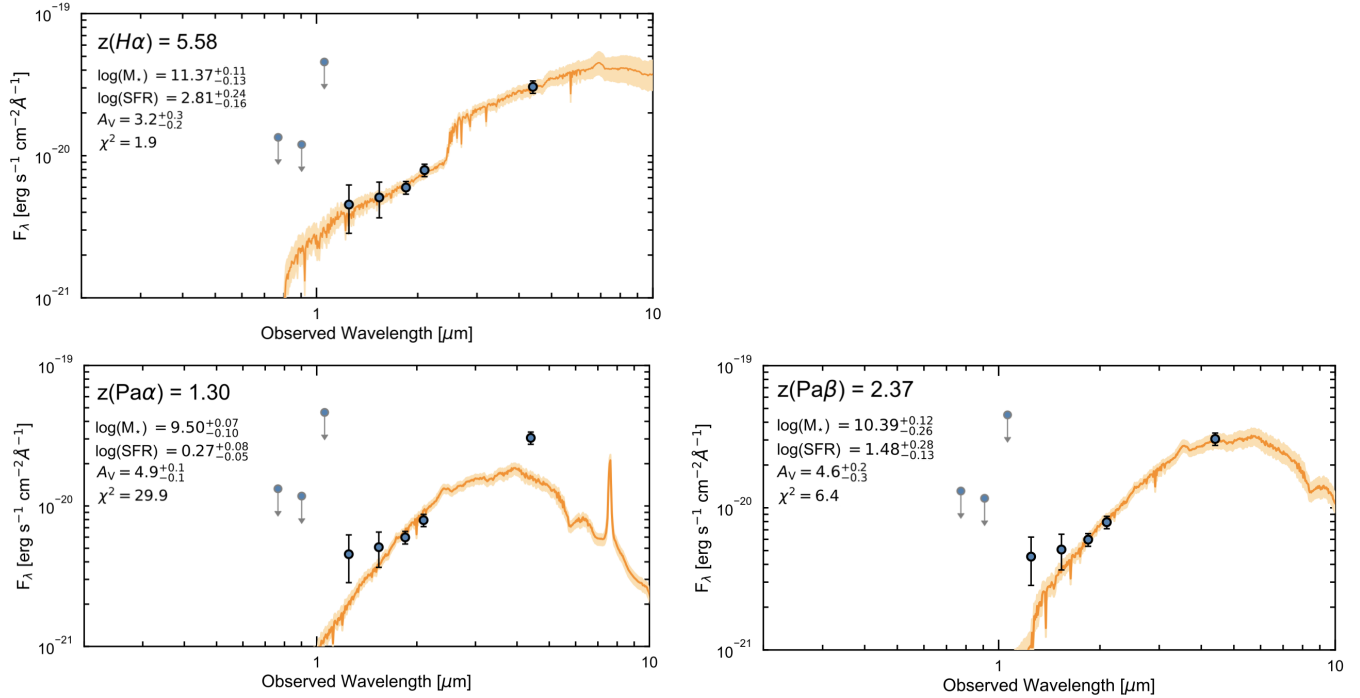 z(Hα) = 5.58
log(M⋆) = 11.37 +0.11 −0.13
log(SFR) = 2.81 +0.24 −0.16
A_V = 3.2 +0.3 −0.2
χ² = 1.9
10⁻¹⁹
10⁻²⁰
10⁻²¹
F_λ [erg s⁻¹ cm⁻²Å⁻¹]
1 10
Observed Wavelength [μm]
z(Paα) = 1.30
log(M⋆) = 9.50 +0.07 −0.10
log(SFR) = 0.27 +0.08 −0.05
A_V = 4.9 +0.1 −0.1
χ² = 29.9
10⁻¹⁹
10⁻²⁰
10⁻²¹
F_λ [erg s⁻¹ cm⁻²Å⁻¹]
1 10
Observed Wavelength [μm]
z(Paβ) = 2.37
log(M⋆) = 10.39 +0.12 −0.26
log(SFR) = 1.48 +0.28 −0.13
A_V = 4.6 +0.2 −0.3
χ² = 6.4
10⁻¹⁹
10⁻²⁰
10⁻²¹
F_λ [erg s⁻¹ cm⁻²Å⁻¹]
1 10
Observed Wavelength [μm]